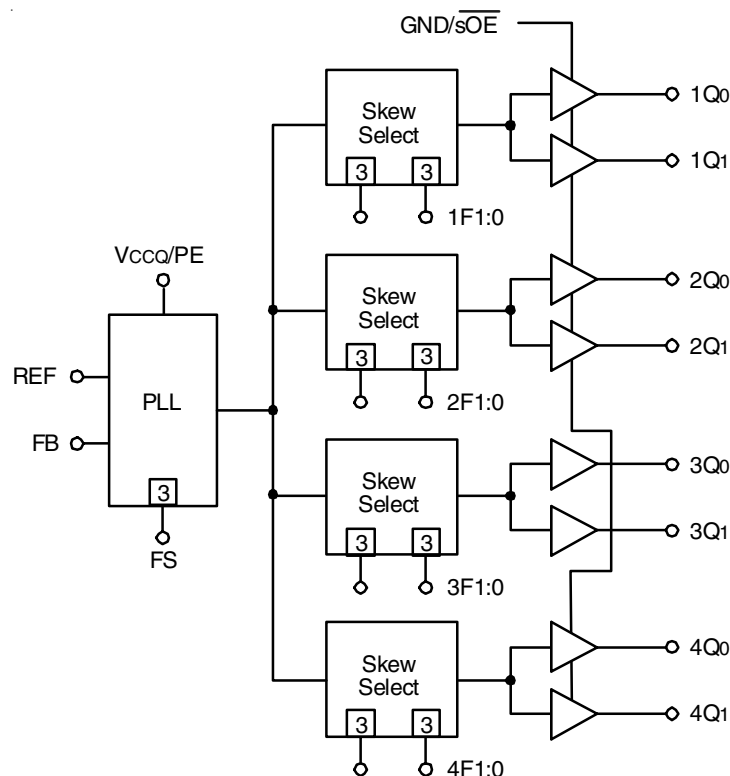 GND/sOE
Skew
Select
3 3
1F1:0
1Q0
1Q1
VCCQ/PE
REF
FB
PLL
3
FS
Skew
Select
3 3
2F1:0
2Q0
2Q1
Skew
Select
3 3
3F1:0
3Q0
3Q1
Skew
Select
3 3
4F1:0
4Q0
4Q1